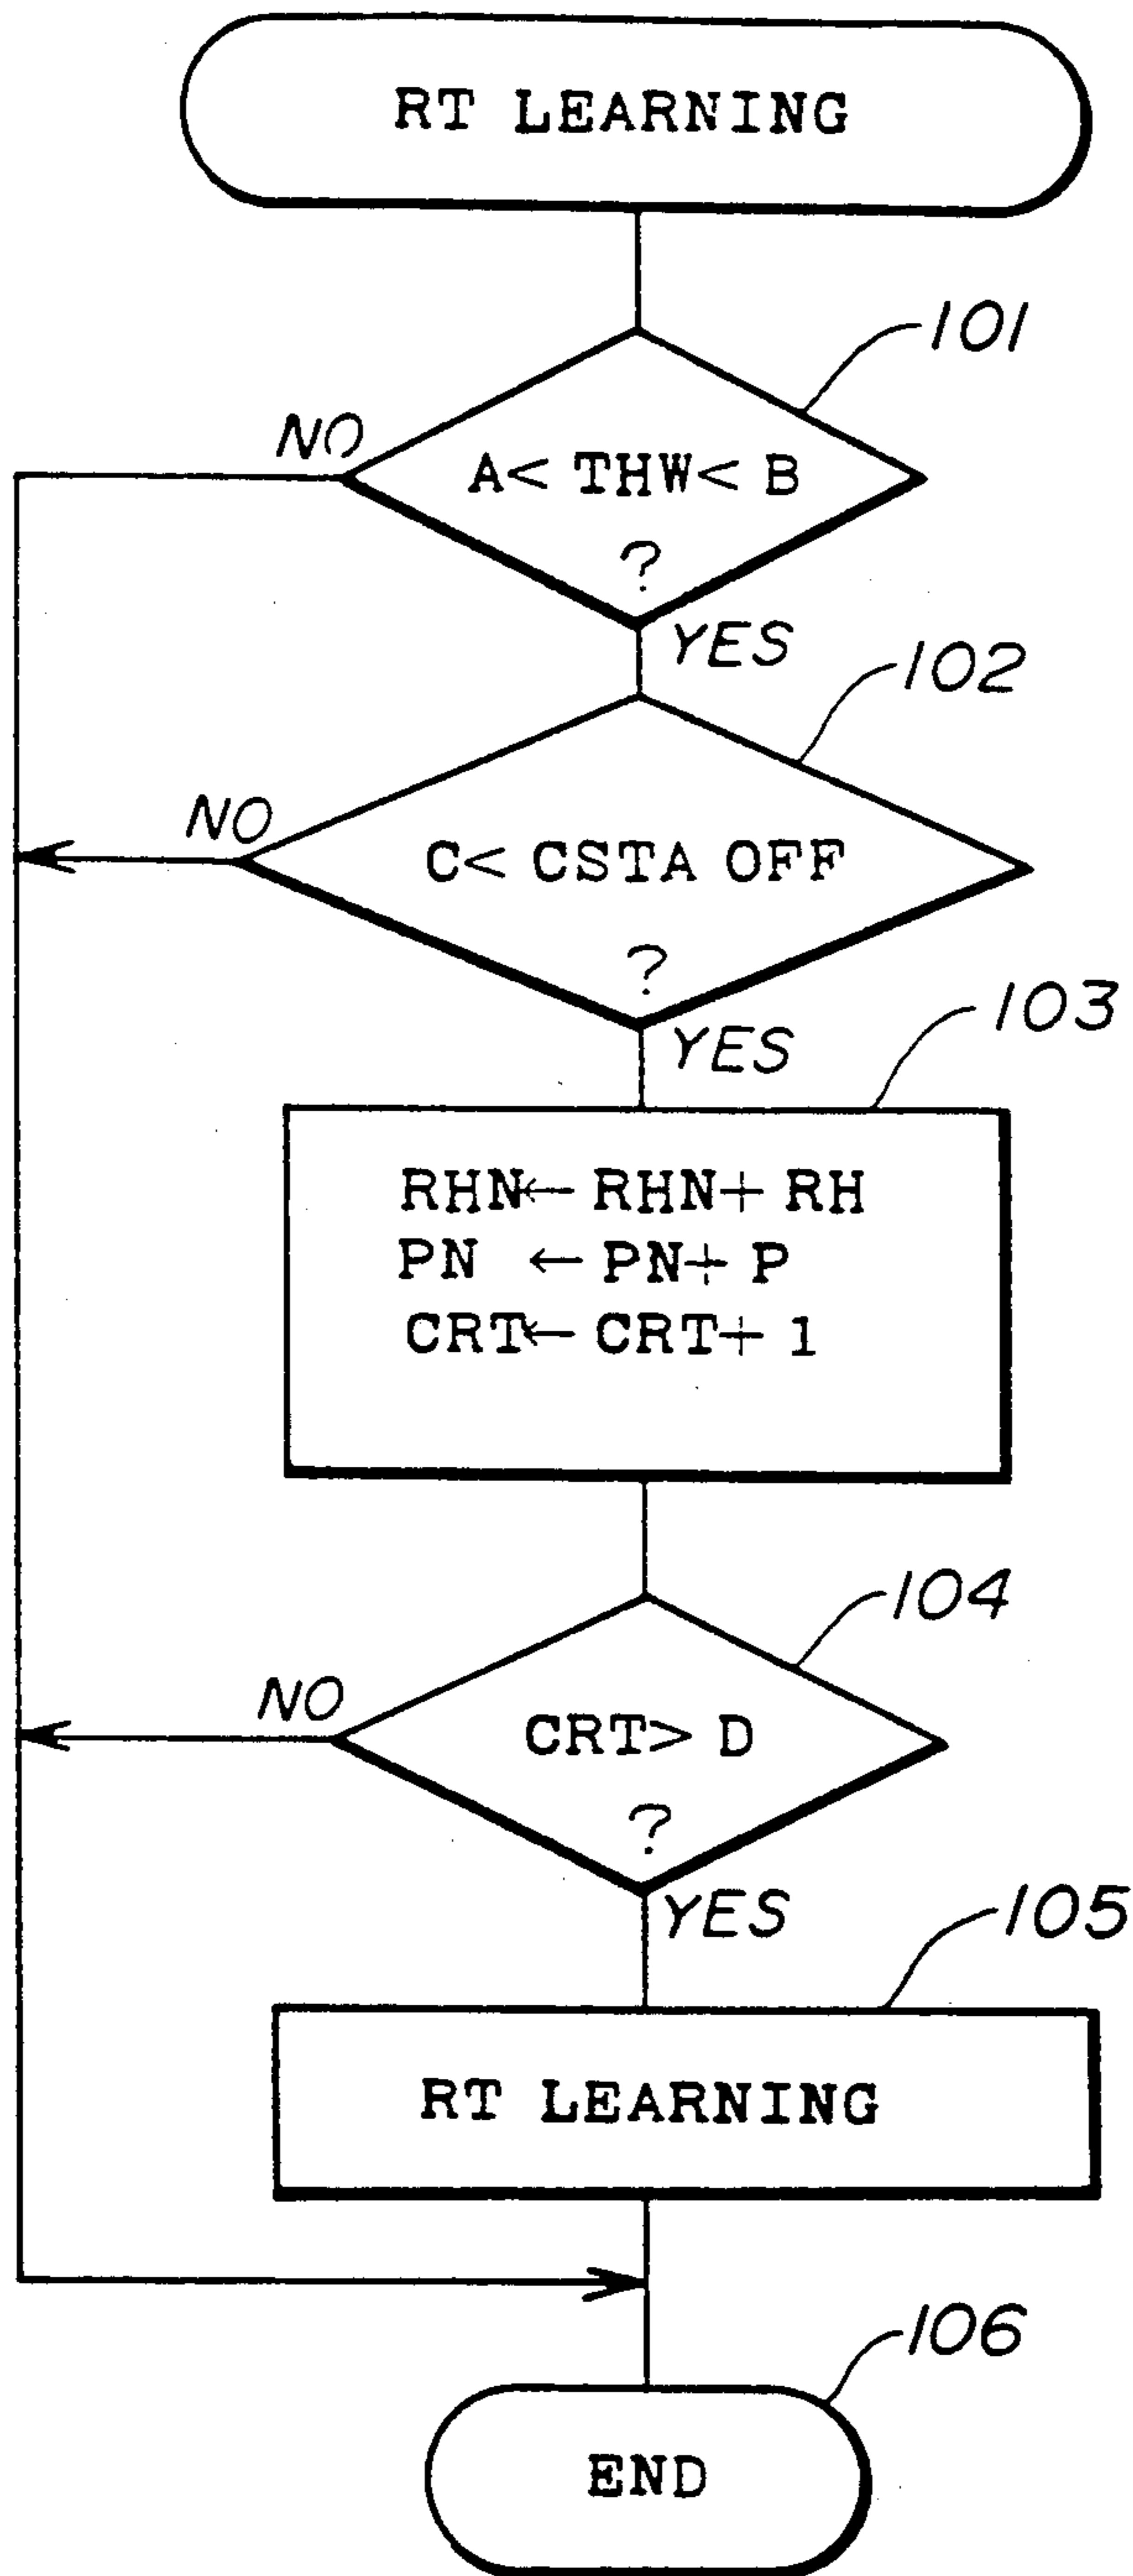 RT LEARNING
101
NO
A< THW< B
?
YES
102
NO
C< CSTA OFF
?
YES
103
RHN← RHN+ RH
PN ← PN+ P
CRT← CRT+ 1
104
NO
CRT> D
?
YES
105
RT LEARNING
106
END